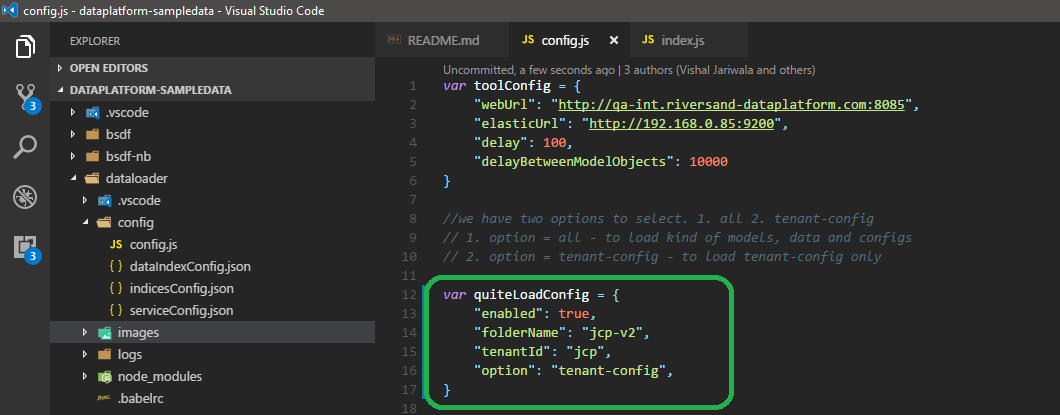 config.js - dataplatform-sampledata - Visual Studio Code
EXPLORER
OPEN EDITORS
DATAPLATFORM-SAMPLEDATA
.vscode
bsdf
bsdf-nb
dataloader
.vscode
config
JS config.js
{ } dataIndexConfig.json
{ } indicesConfig.json
{ } serviceConfig.json
images
logs
node_modules
.babelrc
3
3
README.md
JS config.js
JS index.js
Uncommitted, a few seconds ago | 3 authors (Vishal Jariwala and others)
1 var toolConfig = {
2 "webUrl": "http://qa-int.riversand-dataplatform.com:8085",
3 "elasticUrl": "http://192.168.0.85:9200",
4 "delay": 100,
5 "delayBetweenModelObjects": 10000
6 }
7
8 //we have two options to select. 1. all 2. tenant-config
9 // 1. option = all - to load kind of models, data and configs
10 // 2. option = tenant-config - to load tenant-config only
11
12 var quiteLoadConfig = {
13 "enabled": true,
14 "folderName": "jcp-v2",
15 "tenantId": "jcp",
16 "option": "tenant-config",
17 }
18